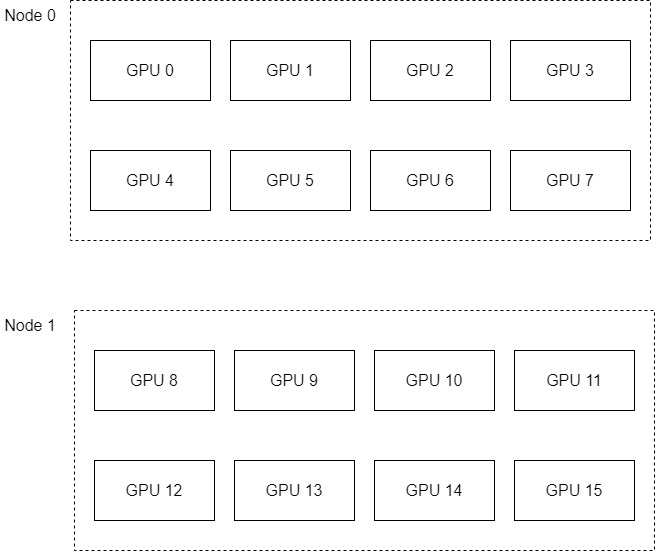 Node 0
GPU 0
GPU 1
GPU 2
GPU 3
GPU 4
GPU 5
GPU 6
GPU 7
Node 1
GPU 8
GPU 9
GPU 10
GPU 11
GPU 12
GPU 13
GPU 14
GPU 15